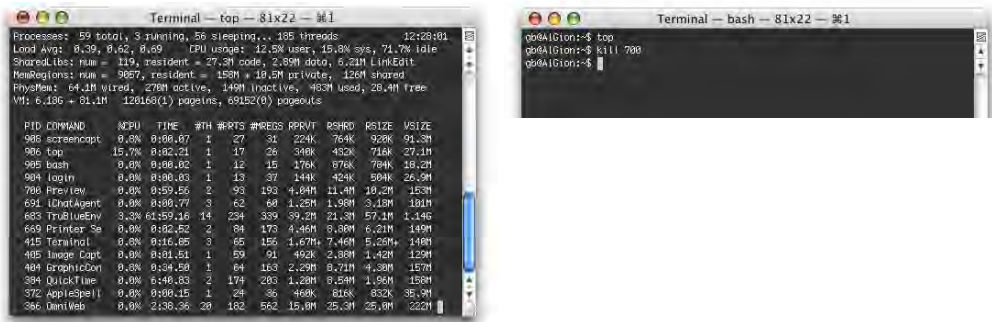 Terminal — top — 81x22 — ⌘1
Processes: 59 total, 3 running, 56 sleeping... 185 threads 12:28:01
Load Avg: 0.39, 0.62, 0.69 CPU usage: 12.5% user, 15.8% sys, 71.7% idle
SharedLibs: num = 119, resident = 27.3M code, 2.89M data, 6.21M LinkEdit
MemRegions: num = 9057, resident = 158M + 10.5M private, 126M shared
PhysMem: 64.1M wired, 270M active, 149M inactive, 483M used, 28.4M free
VM: 6.18G + 81.1M 120168(1) pageins, 69152(0) pageouts
PID COMMAND %CPU TIME #TH #PRTS #MREGS RPRVT RSHRD RSIZE VSIZE
908 screencapt 0.0% 0:00.07 1 27 31 224K 764K 920K 91.3M
906 top 15.7% 0:02.21 1 17 26 340K 432K 716K 27.1M
905 bash 0.0% 0:00.02 1 12 15 176K 876K 784K 18.2M
904 login 0.0% 0:00.03 1 13 37 144K 424K 504K 26.9M
700 Preview 0.0% 0:59.56 2 93 193 4.04M 11.4M 10.2M 153M
691 iChatAgent 0.0% 0:00.77 3 62 60 1.25M 1.98M 3.18M 101M
683 TruBlueEnv 3.3% 61:59.16 14 234 339 39.2M 21.3M 57.1M 1.14G
669 Printer Se 0.0% 0:02.52 2 84 173 4.46M 8.80M 6.21M 149M
415 Terminal 0.0% 0:16.05 3 65 156 1.67M+ 7.46M 5.26M+ 140M
405 Image Capt 0.0% 0:01.51 1 59 91 492K 2.88M 1.42M 129M
404 GraphicCon 0.0% 0:34.50 1 64 163 2.29M 8.71M 4.30M 157M
384 QuickTime 0.0% 6:40.83 2 174 203 1.20M 8.54M 1.96M 158M
372 AppleSpell 0.0% 0:00.15 1 24 36 460K 816K 832K 35.9M
366 OmniWeb 0.0% 2:38.36 20 182 562 15.0M 25.3M 25.0M 222M
Terminal — bash — 81x22 — ⌘1
gb@AlGion:~$ top
gb@AlGion:~$ kill 700
gb@AlGion:~$